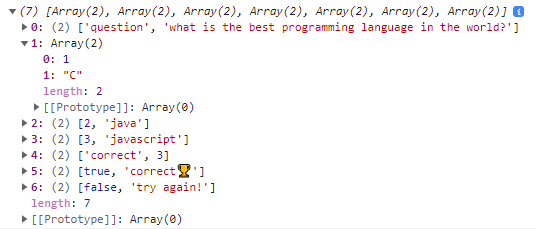 ▼ (7) [Array(2), Array(2), Array(2), Array(2), Array(2), Array(2), Array(2)] i
▶ 0: (2) ['question', 'what is the best programming language in the world?']
▼ 1: Array(2)
0: 1
1: "C"
length: 2
▶ [[Prototype]]: Array(0)
▶ 2: (2) [2, 'java']
▶ 3: (2) [3, 'javascript']
▶ 4: (2) ['correct', 3]
▶ 5: (2) [true, 'correct🏆']
▶ 6: (2) [false, 'try again!']
length: 7
▶ [[Prototype]]: Array(0)